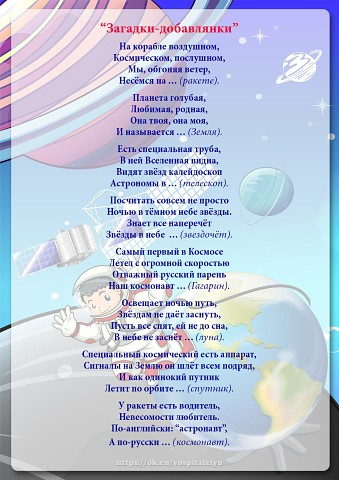 “Загадки-добавлянки”
На корабле воздушном,
Космическом, послушном,
Мы, обгоняя ветер,
Несёмся на … (ракете).
Планета голубая,
Любимая, родная,
Она твоя, она моя,
И называется … (Земля).
Есть специальная труба,
В ней Вселенная видна,
Видят звёзд калейдоскоп
Астрономы в … (телескоп).
Посчитать совсем не просто
Ночью в тёмном небе звёзды.
Знает все наперечёт
Звёзды в небе … (звездочёт).
Самый первый в Космосе
Летел с огромной скоростью
Отважный русский парень
Наш космонавт … (Гагарин).
Освещает ночью путь,
Звёздам не даёт заснуть,
Пусть все спят, ей не до сна,
В небе не заснёт … (луна).
Специальный космический есть аппарат,
Сигналы на Землю он шлёт всем подряд,
И как одинокий путник
Летит по орбите … (спутник).
У ракеты есть водитель,
Невесомости любитель.
По-английски: “астронавт”,
А по-русски … (космонавт).
https://ok.ru/vospitatelyu